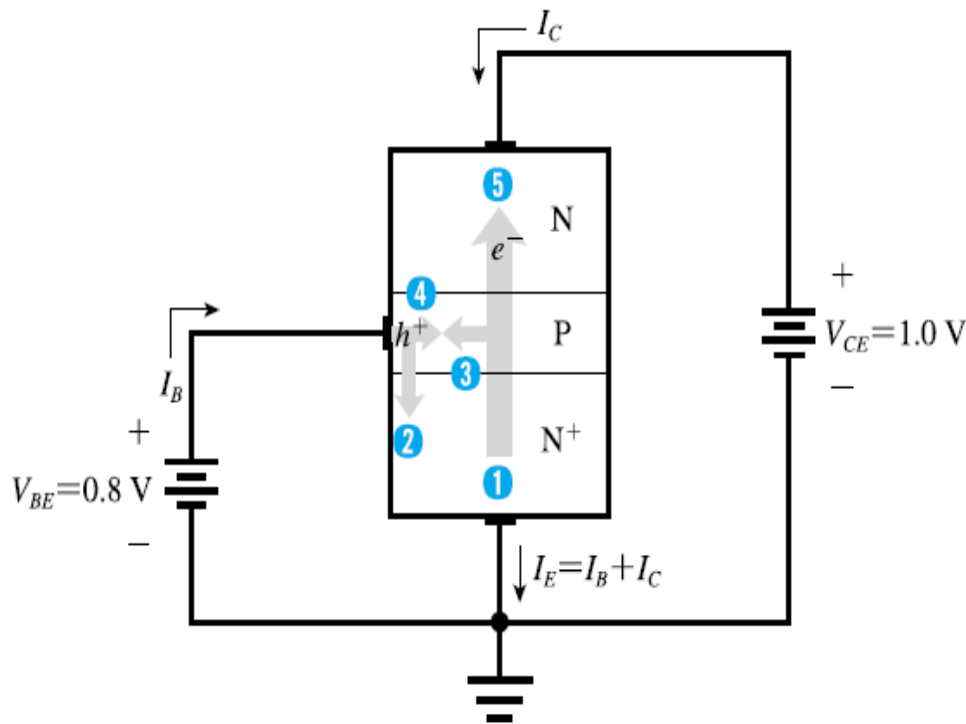 I_C
5
N
e⁻
4
h⁺
P
3
I_B
2
N⁺
1
+
V_BE=0.8 V
−
+
V_CE=1.0 V
−
I_E=I_B+I_C